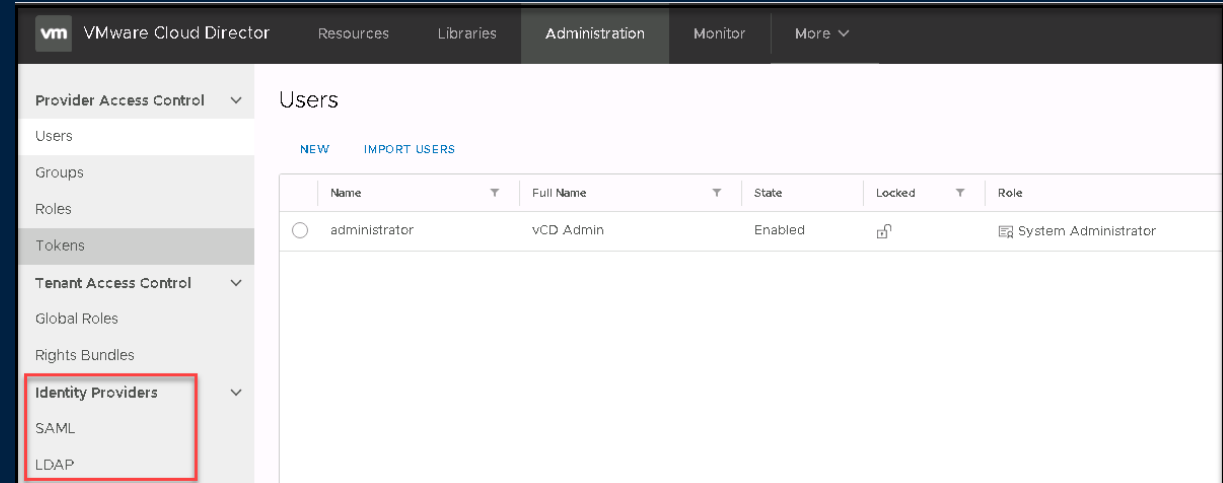 vm VMware Cloud Director Resources Libraries Administration Monitor More
Provider Access Control
Users
Groups
Roles
Tokens
Tenant Access Control
Global Roles
Rights Bundles
Identity Providers
SAML
LDAP
Users
NEW IMPORT USERS
Name Full Name State Locked Role
administrator vCD Admin Enabled System Administrator